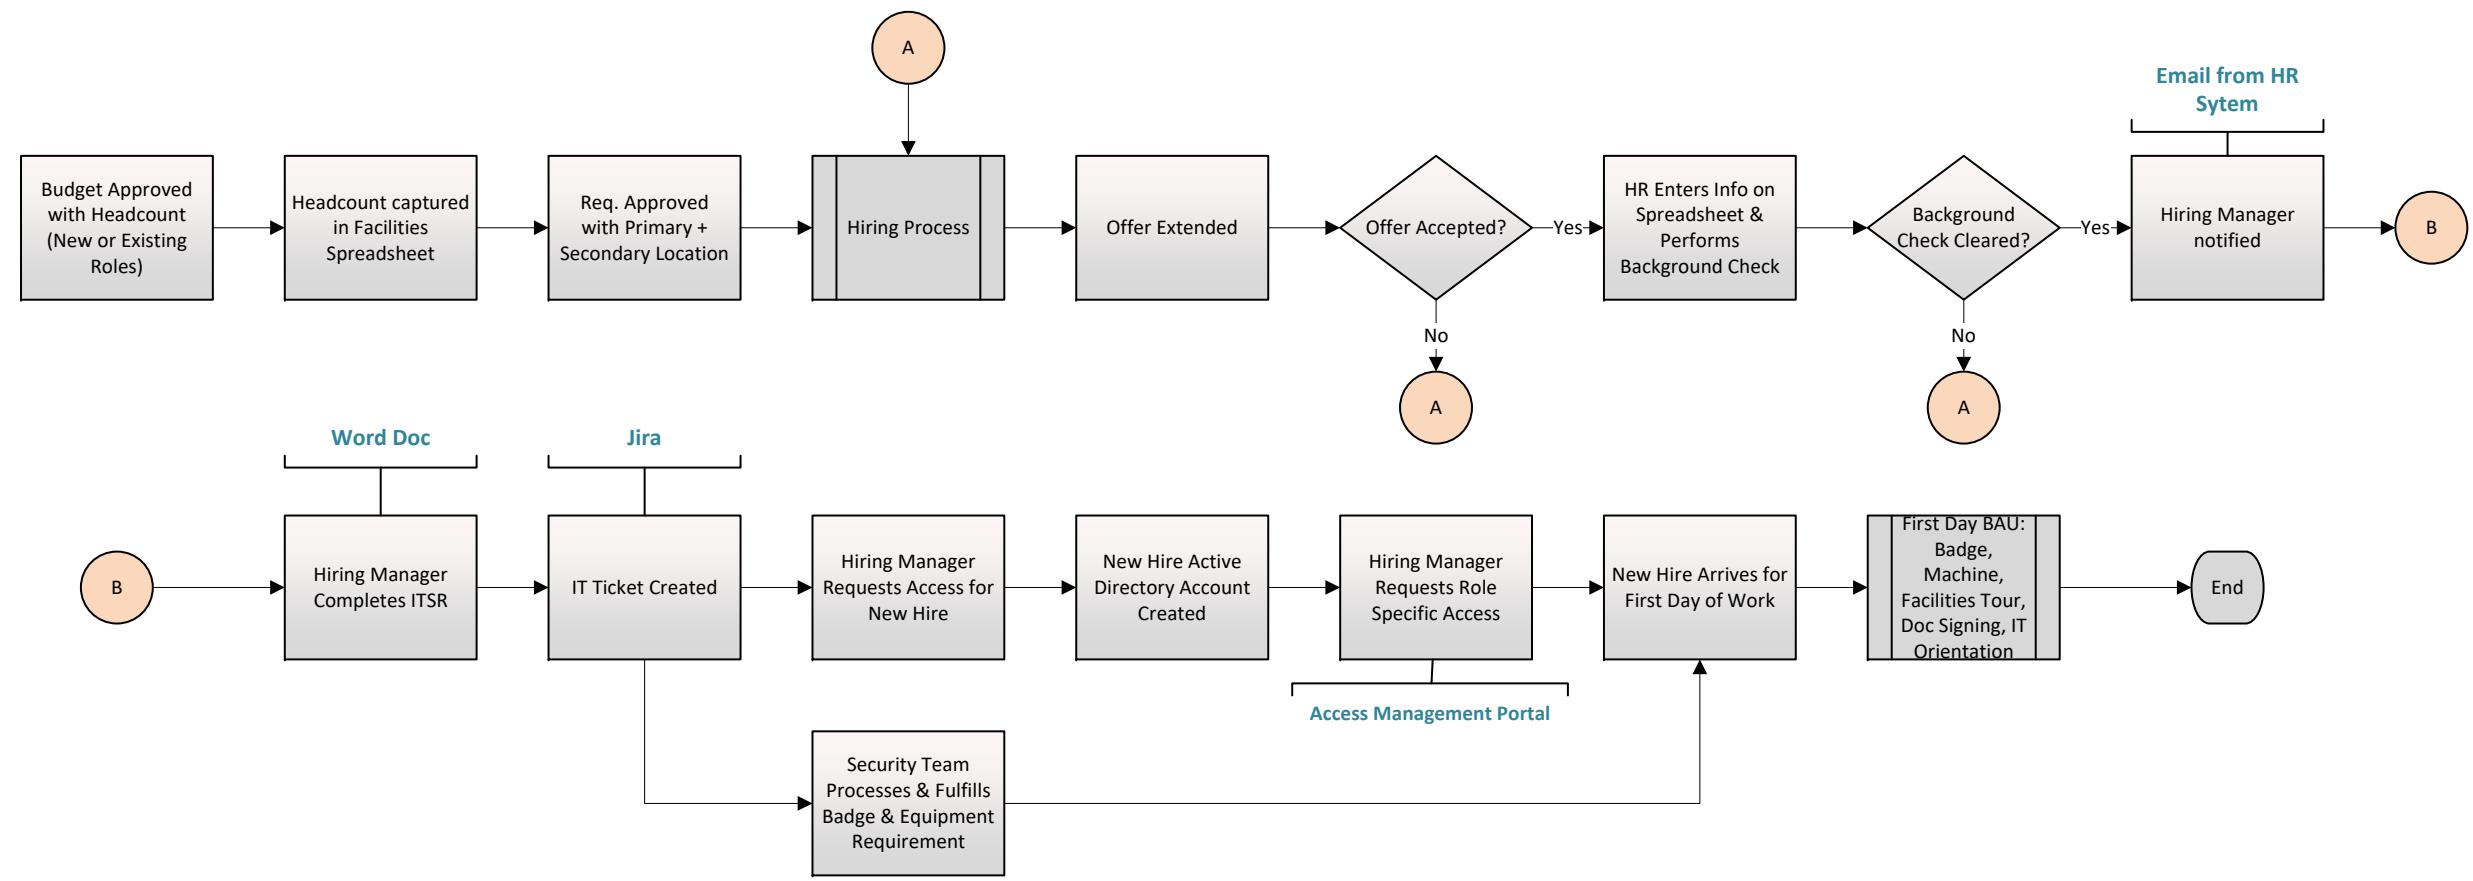 A
Email from HR
Sytem
Budget Approved
with Headcount
(New or Existing
Roles)
Headcount captured
in Facilities
Spreadsheet
Req. Approved
with Primary +
Secondary Location
Hiring Process
Offer Extended
Offer Accepted?
Yes
HR Enters Info on
Spreadsheet &
Performs
Background Check
Background
Check Cleared?
Yes
Hiring Manager
notified
B
No
No
A
A
Word Doc
Jira
B
Hiring Manager
Completes ITSR
IT Ticket Created
Hiring Manager
Requests Access for
New Hire
New Hire Active
Directory Account
Created
Hiring Manager
Requests Role
Specific Access
New Hire Arrives for
First Day of Work
First Day BAU:
Badge,
Machine,
Facilities Tour,
Doc Signing, IT
Orientation
End
Access Management Portal
Security Team
Processes & Fulfills
Badge & Equipment
Requirement